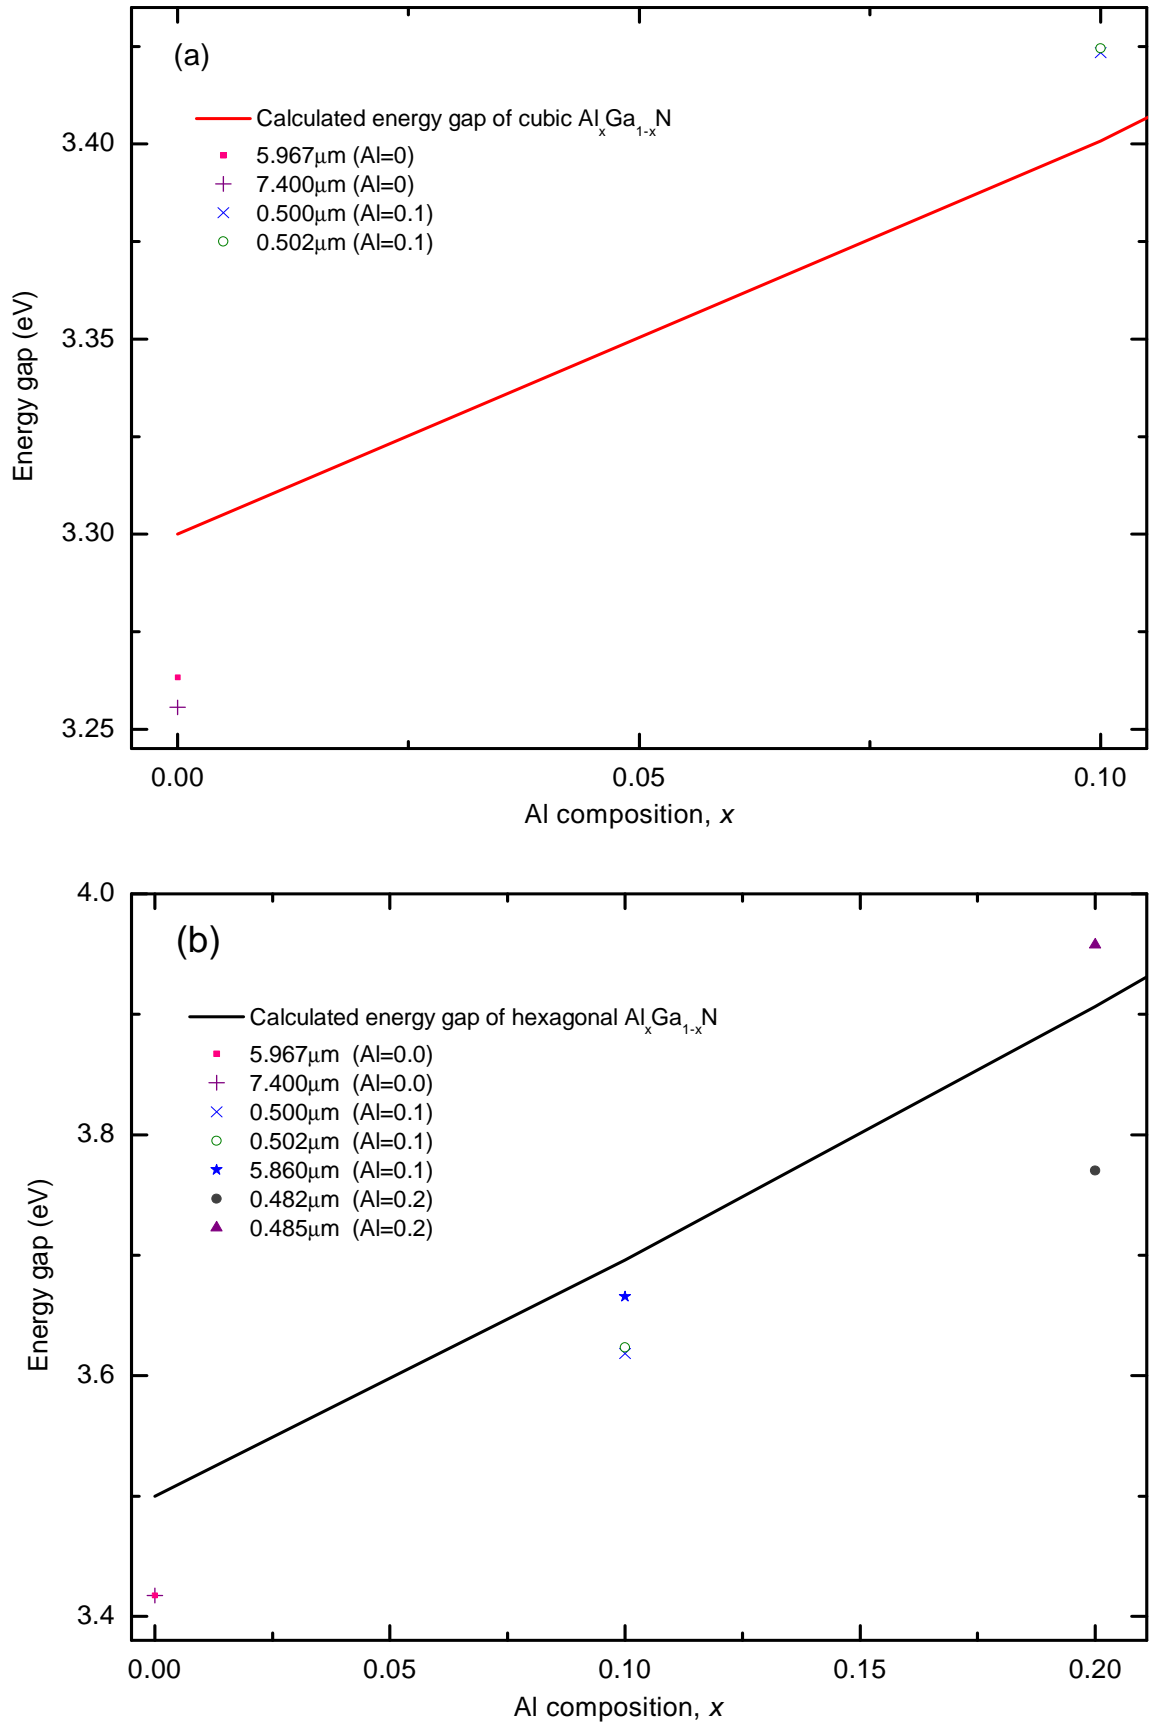 (a)
Calculated energy gap of cubic AlxGa1-xN
5.967μm (Al=0)
7.400μm (Al=0)
0.500μm (Al=0.1)
0.502μm (Al=0.1)
3.40
3.35
3.30
3.25
Energy gap (eV)
0.00 0.05 0.10
Al composition, x
(b)
Calculated energy gap of hexagonal AlxGa1-xN
5.967μm (Al=0.0)
7.400μm (Al=0.0)
0.500μm (Al=0.1)
0.502μm (Al=0.1)
5.860μm (Al=0.1)
0.482μm (Al=0.2)
0.485μm (Al=0.2)
4.0
3.8
3.6
3.4
Energy gap (eV)
0.00 0.05 0.10 0.15 0.20
Al composition, x